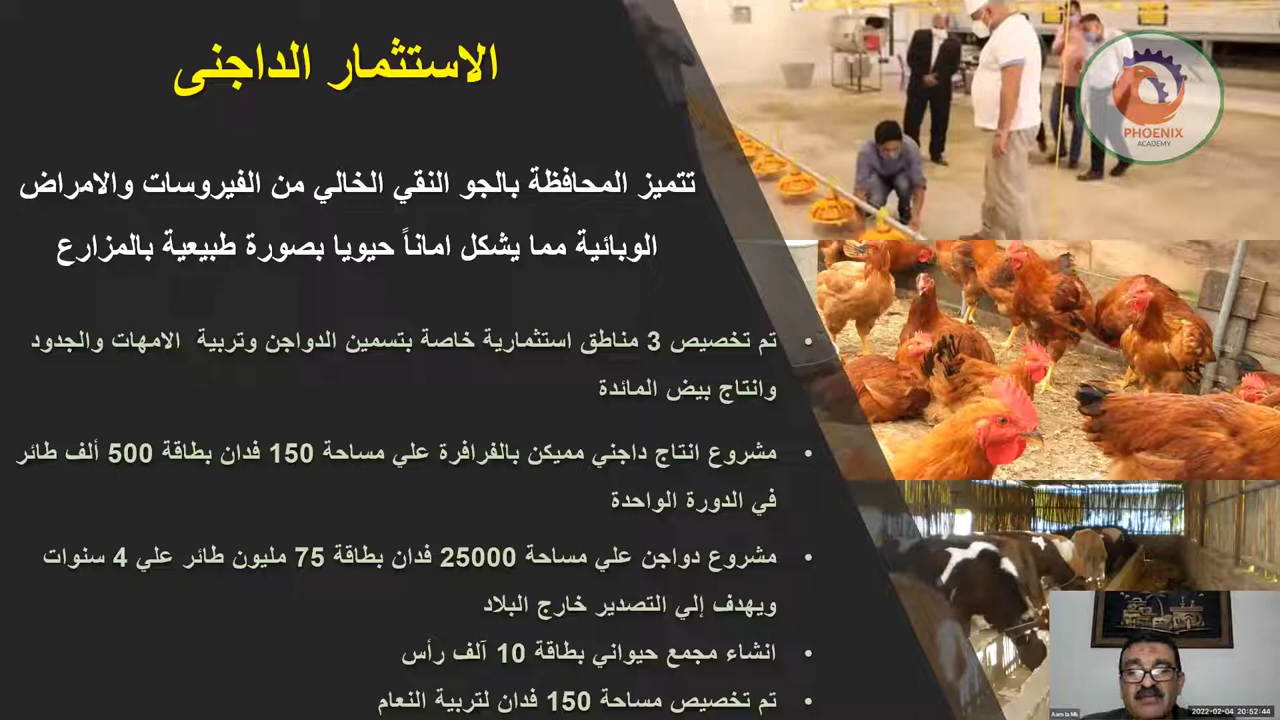 الاستثمار الداجنى
تتميز المحافظة بالجو النقي الخالي من الفيروسات والامراض
الوبائية مما يشكل اماناً حيويا بصورة طبيعية بالمزارع
• تم تخصيص 3 مناطق استثمارية خاصة بتسمين الدواجن وتربية الامهات والجدود
وانتاج بيض المائدة
• مشروع انتاج داجني مميكن بالفرافرة علي مساحة 150 فدان بطاقة 500 ألف طائر
في الدورة الواحدة
• مشروع دواجن علي مساحة 25000 فدان بطاقة 75 مليون طائر علي 4 سنوات
ويهدف إلي التصدير خارج البلاد
• انشاء مجمع حيواني بطاقة 10 آلف رأس
• تم تخصيص مساحة 150 فدان لتربية النعام
PHOENIX
ACADEMY
2022-02-04 20:52:44